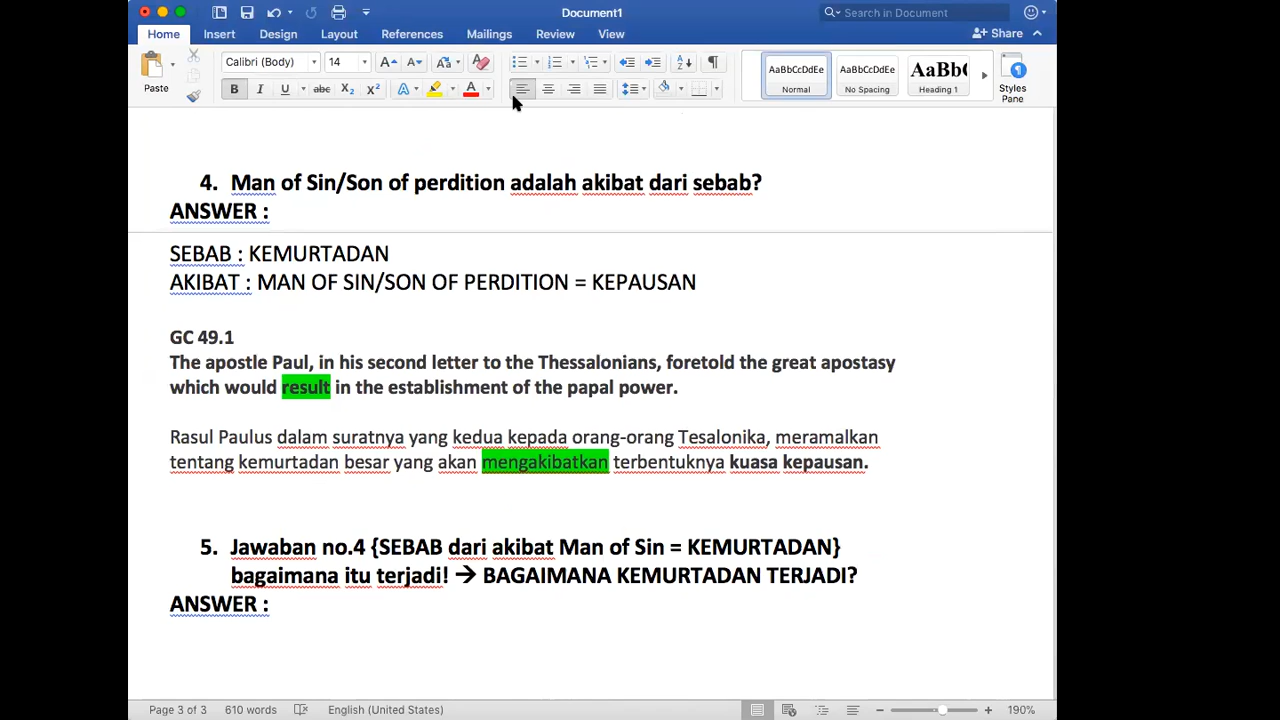 Document1
Search in Document
Home Insert Design Layout References Mailings Review View
Share
Paste
Calibri (Body) 14
AaBbCcDdEe AaBbCcDdEe AaBb(
Normal No Spacing Heading 1
Styles Pane
4. Man of Sin/Son of perdition adalah akibat dari sebab?
ANSWER :
SEBAB : KEMURTADAN
AKIBAT : MAN OF SIN/SON OF PERDITION = KEPAUSAN
GC 49.1
The apostle Paul, in his second letter to the Thessalonians, foretold the great apostasy
which would result in the establishment of the papal power.
Rasul Paulus dalam suratnya yang kedua kepada orang-orang Tesalonika, meramalkan
tentang kemurtadan besar yang akan mengakibatkan terbentuknya kuasa kepausan.
5. Jawaban no.4 {SEBAB dari akibat Man of Sin = KEMURTADAN}
bagaimana itu terjadi! → BAGAIMANA KEMURTADAN TERJADI?
ANSWER :
Page 3 of 3 610 words English (United States) 190%